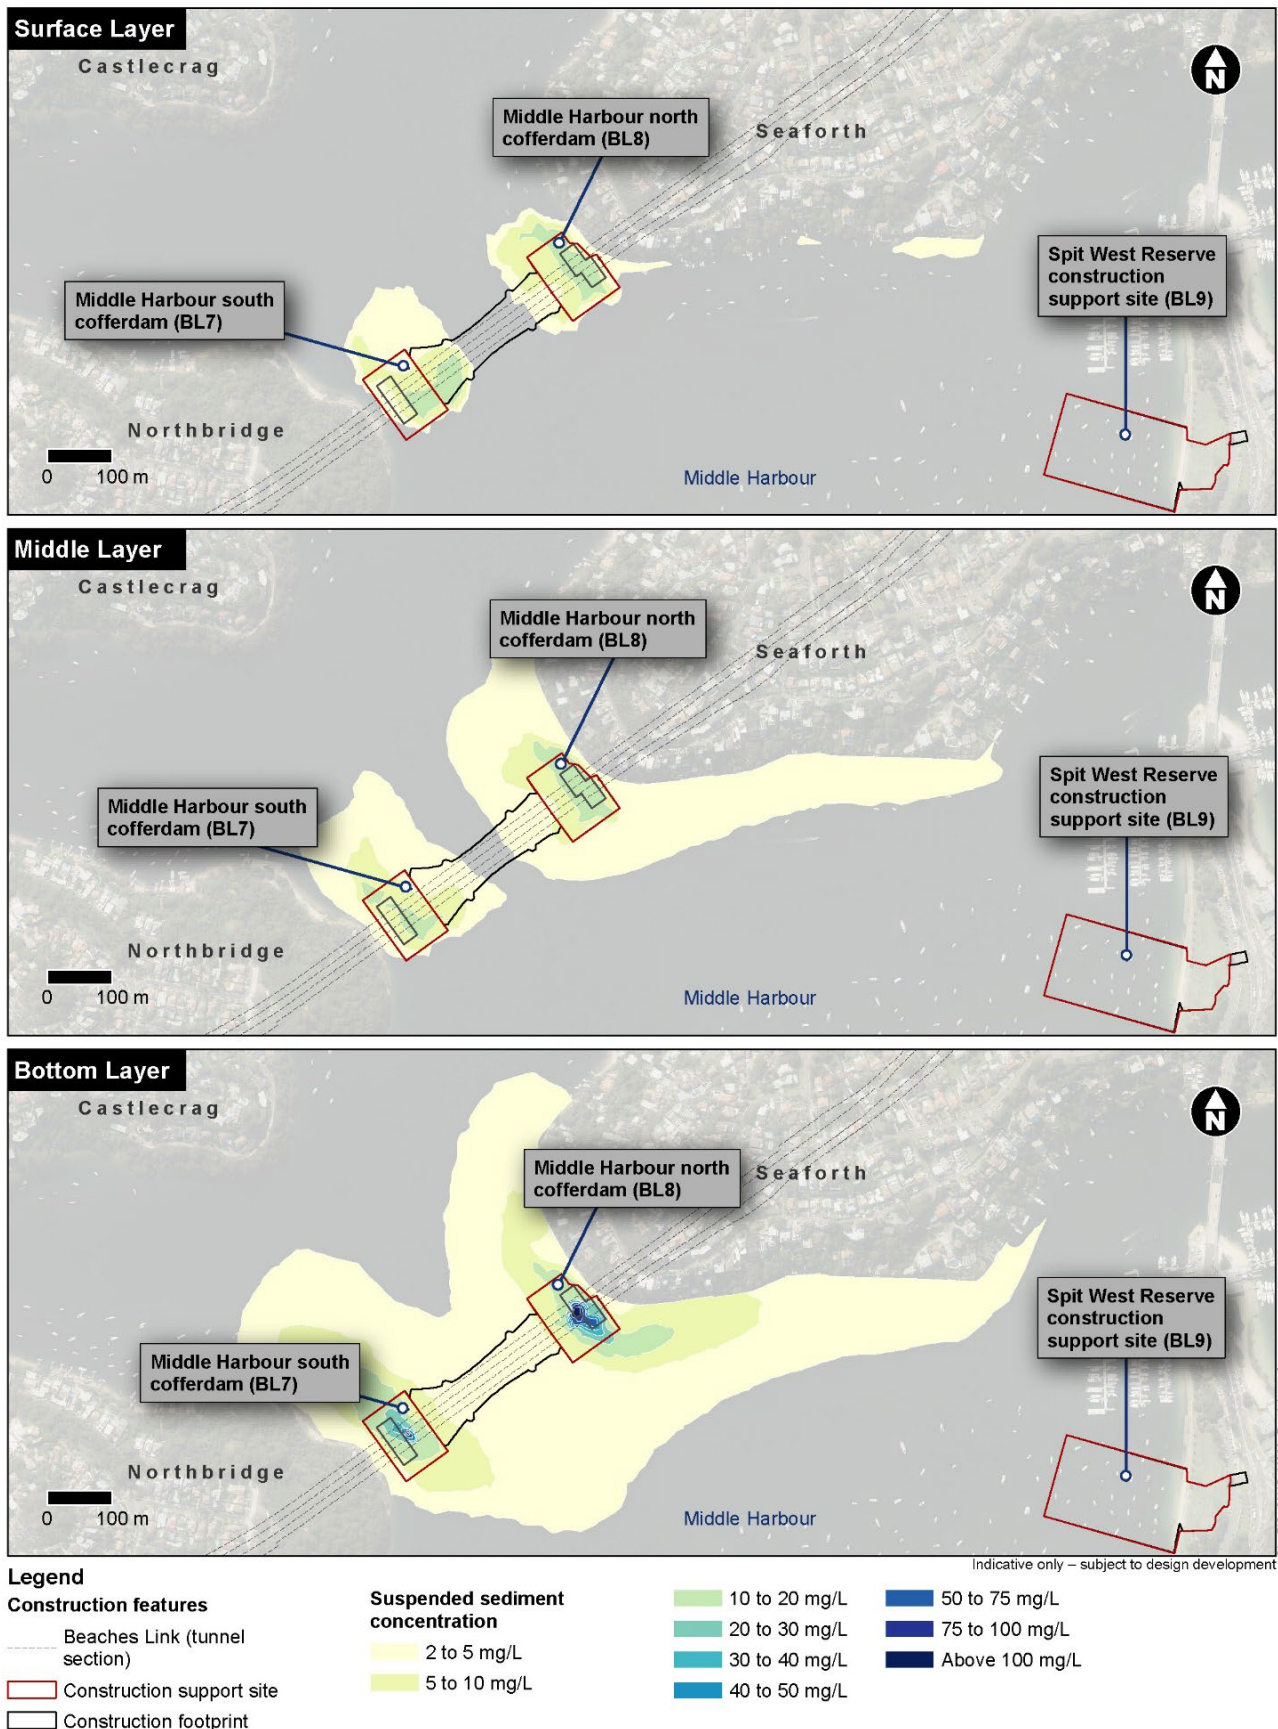 Surface Layer
Castlecrag
N
Middle Harbour north
cofferdam (BL8)
Seaforth
Spit West Reserve
construction
support site (BL9)
Middle Harbour south
cofferdam (BL7)
Northbridge
0 100 m
Middle Harbour
Middle Layer
Castlecrag
N
Middle Harbour north
cofferdam (BL8)
Seaforth
Spit West Reserve
construction
support site (BL9)
Middle Harbour south
cofferdam (BL7)
Northbridge
0 100 m
Middle Harbour
Bottom Layer
Castlecrag
N
Middle Harbour north
cofferdam (BL8)
Seaforth
Spit West Reserve
construction
support site (BL9)
Middle Harbour south
cofferdam (BL7)
Northbridge
0 100 m
Middle Harbour
Indicative only – subject to design development
Legend
Construction features
Beaches Link (tunnel
section)
Construction support site
Construction footprint
Suspended sediment
concentration
2 to 5 mg/L
5 to 10 mg/L
10 to 20 mg/L
20 to 30 mg/L
30 to 40 mg/L
40 to 50 mg/L
50 to 75 mg/L
75 to 100 mg/L
Above 100 mg/L